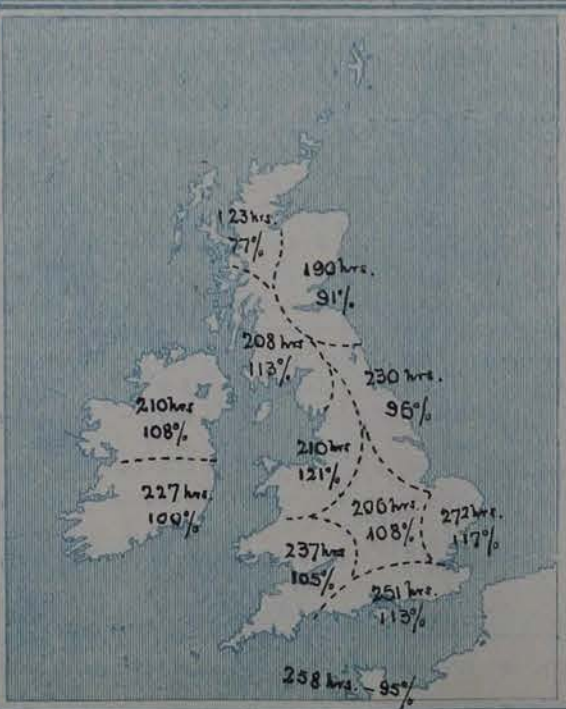 123 hrs.
77%
190 hrs.
91%
208 hrs
113%
230 hrs.
96%
210 hrs
108%
210 hrs
121%
227 hrs.
100%
206 hrs.
108%
272 hrs.
117%
237 hrs
105%
251 hrs.
113%
258 hrs. - 95%